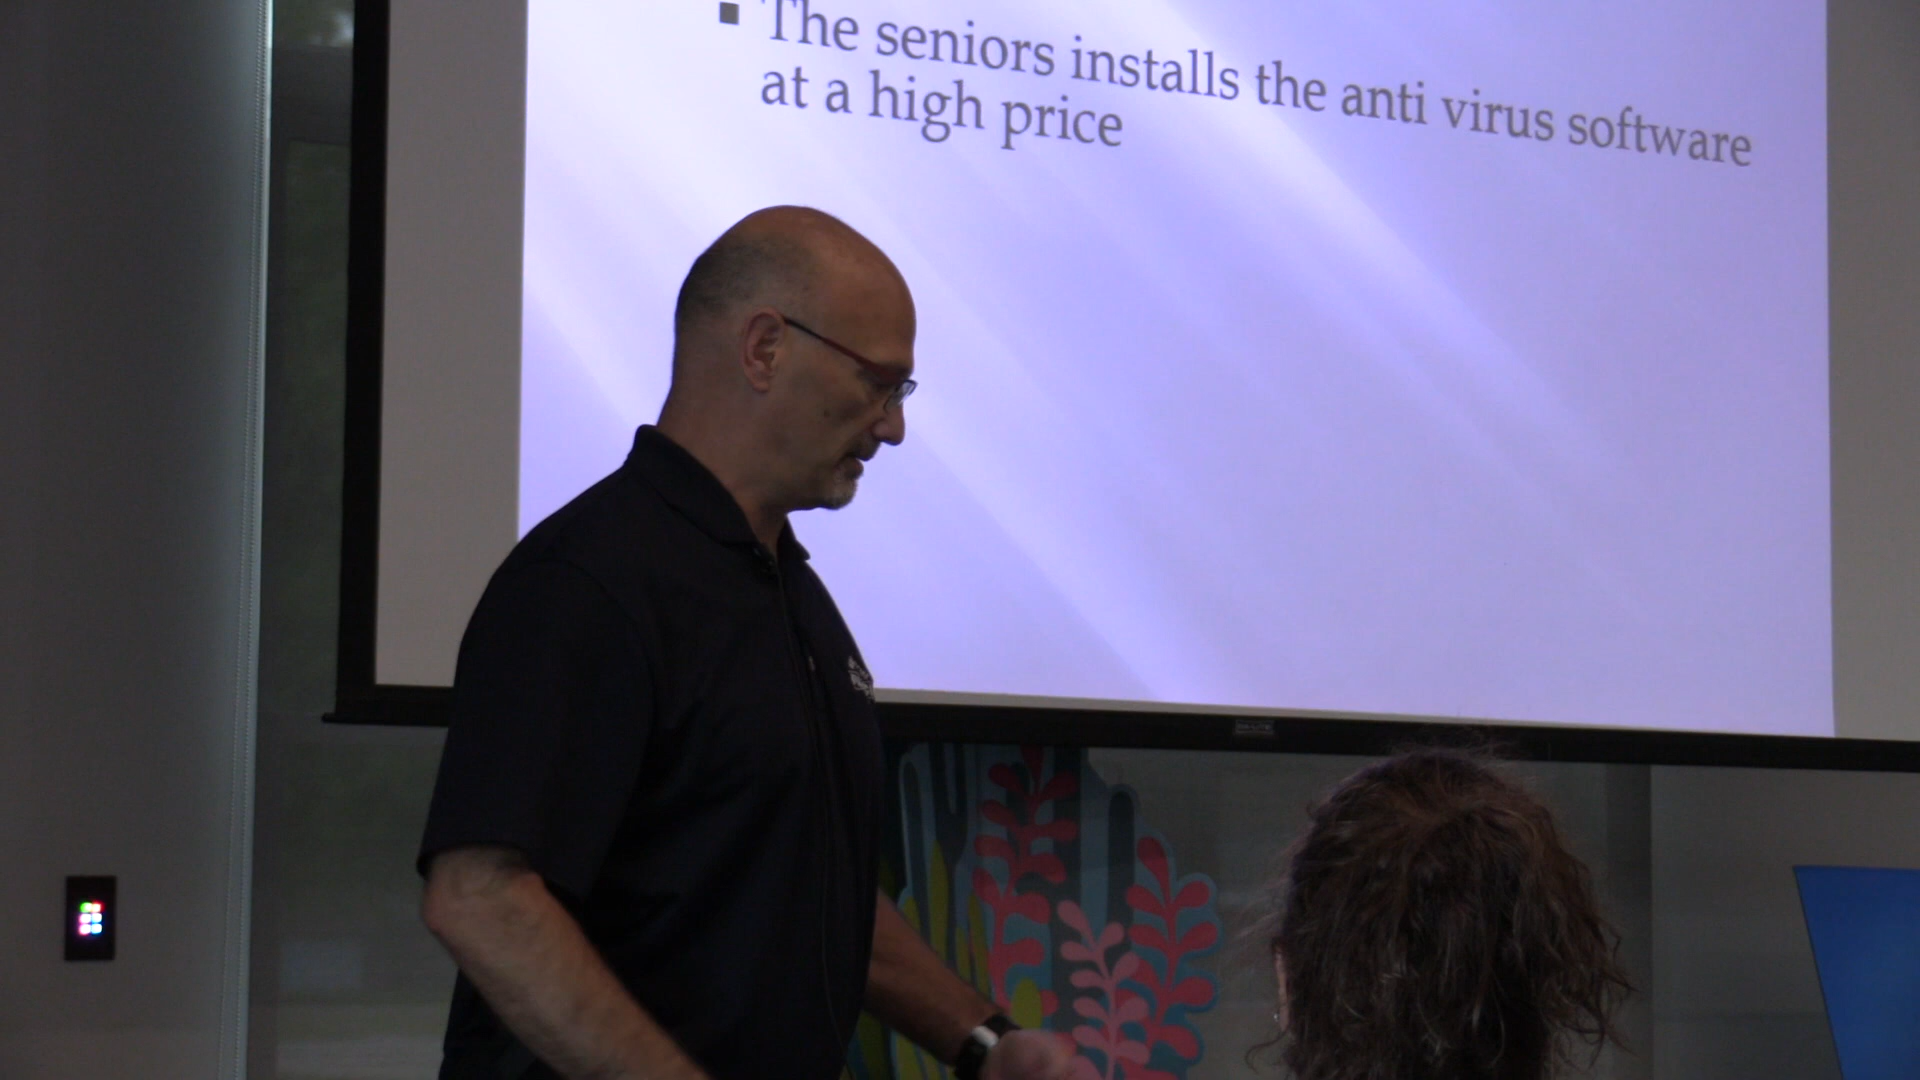 The seniors installs the anti virus software
at a high price